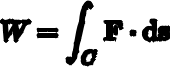 W = ∫_C F · ds